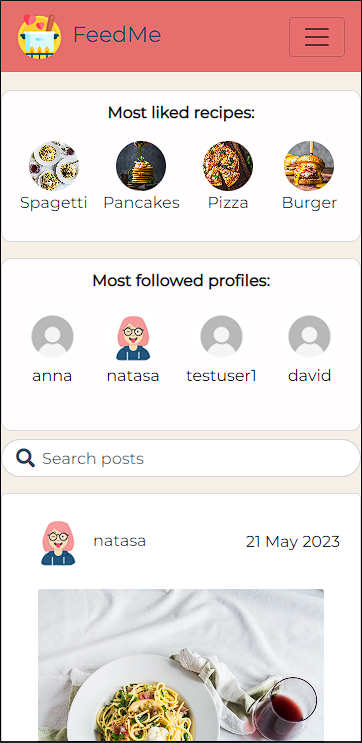 FeedMe
Most liked recipes:
Spagetti Pancakes Pizza Burger
Most followed profiles:
anna natasa testuser1 david
Search posts
natasa 21 May 2023